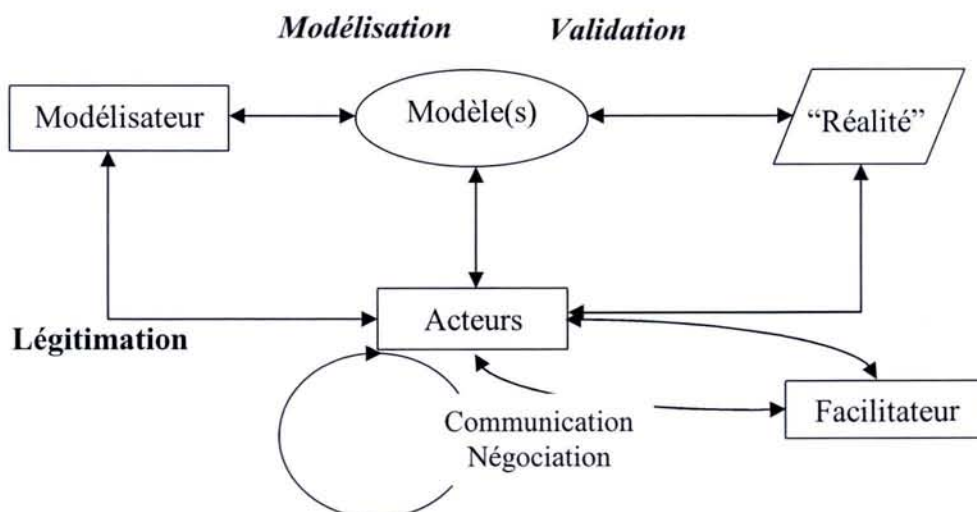 Modélisation Validation
Modélisateur
Modèle(s)
“Réalité”
Acteurs
Légitimation
Facilitateur
Communication
Négociation